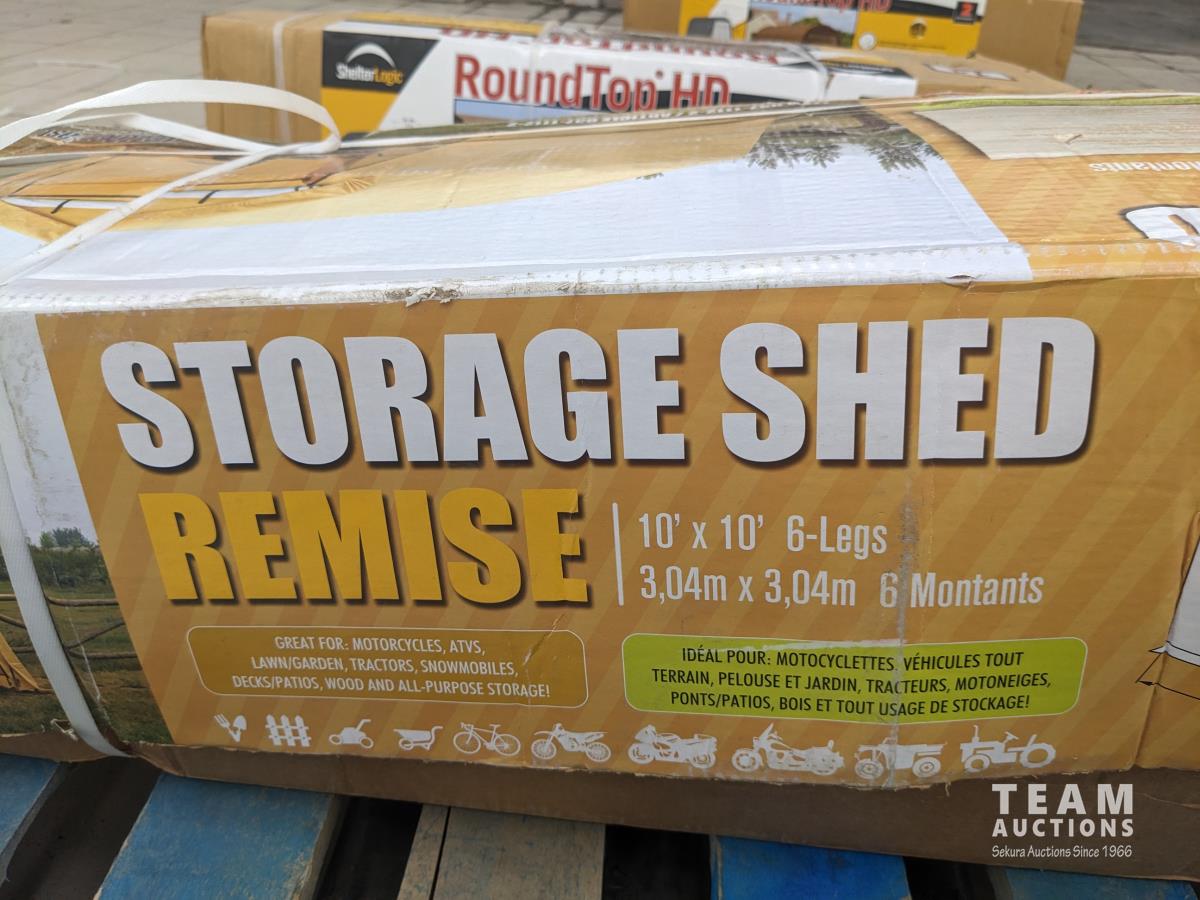 ShelterLogic
RoundTop HD
STORAGE SHED
REMISE
10' x 10' 6-Legs
3,04m x 3,04m 6 Montants
GREAT FOR: MOTORCYCLES, ATVS,
LAWN/GARDEN, TRACTORS, SNOWMOBILES,
DECKS/PATIOS, WOOD AND ALL-PURPOSE STORAGE!
IDÉAL POUR: MOTOCYCLETTES, VÉHICULES TOUT
TERRAIN, PELOUSE ET JARDIN, TRACTEURS, MOTONEIGES,
PONTS/PATIOS, BOIS ET TOUT USAGE DE STOCKAGE!
TEAM
AUCTIONS
Sekura Auctions Since 1966